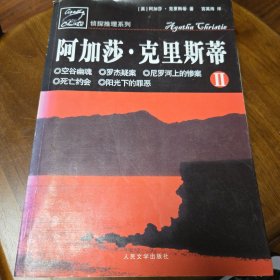 侦探推理系列
[英]阿加莎·克里斯蒂 著
Agatha Christie
阿加莎·克里斯蒂
◎空谷幽魂 ◎罗杰疑案 ◎尼罗河上的惨案 II
◎死亡约会 ◎阳光下的罪恶
人民文学出版社